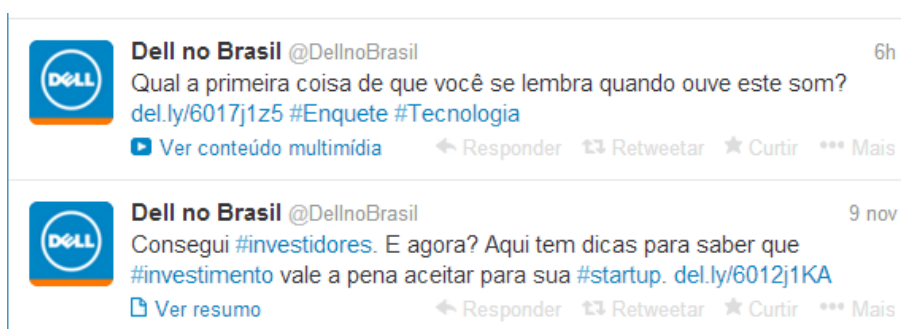 DELL
Dell no Brasil @DellnoBrasil 6h
Qual a primeira coisa de que você se lembra quando ouve este som?
del.ly/6017j1z5 #Enquete #Tecnologia
Ver conteúdo multimídia Responder Retweetar Curtir Mais
DELL
Dell no Brasil @DellnoBrasil 9 nov
Consegui #investidores. E agora? Aqui tem dicas para saber que
#investimento vale a pena aceitar para sua #startup. del.ly/6012j1KA
Ver resumo Responder Retweetar Curtir Mais